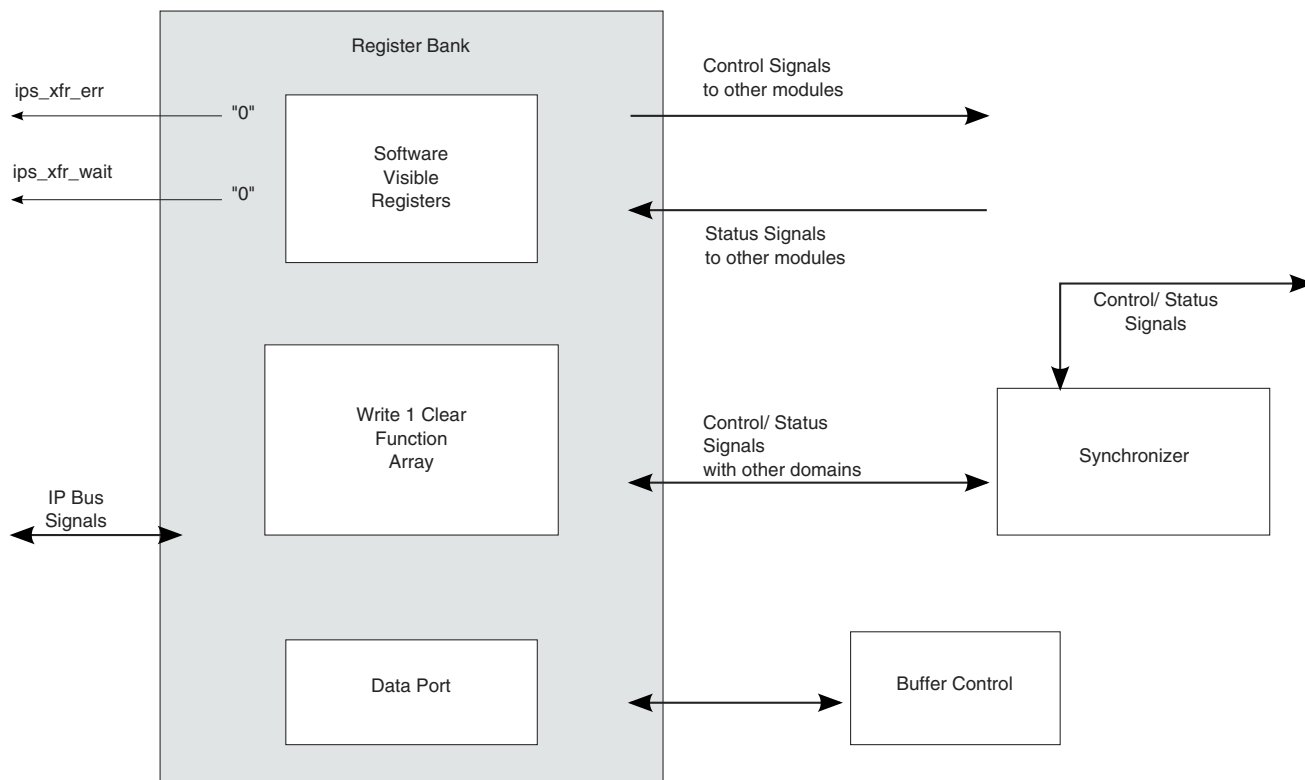 Register Bank
ips_xfr_err
"0"
Control Signals
to other modules
ips_xfr_wait
"0"
Software
Visible
Registers
Status Signals
to other modules
Control/ Status
Signals
Write 1 Clear
Function
Array
Control/ Status
Signals
with other domains
Synchronizer
IP Bus
Signals
Data Port
Buffer Control